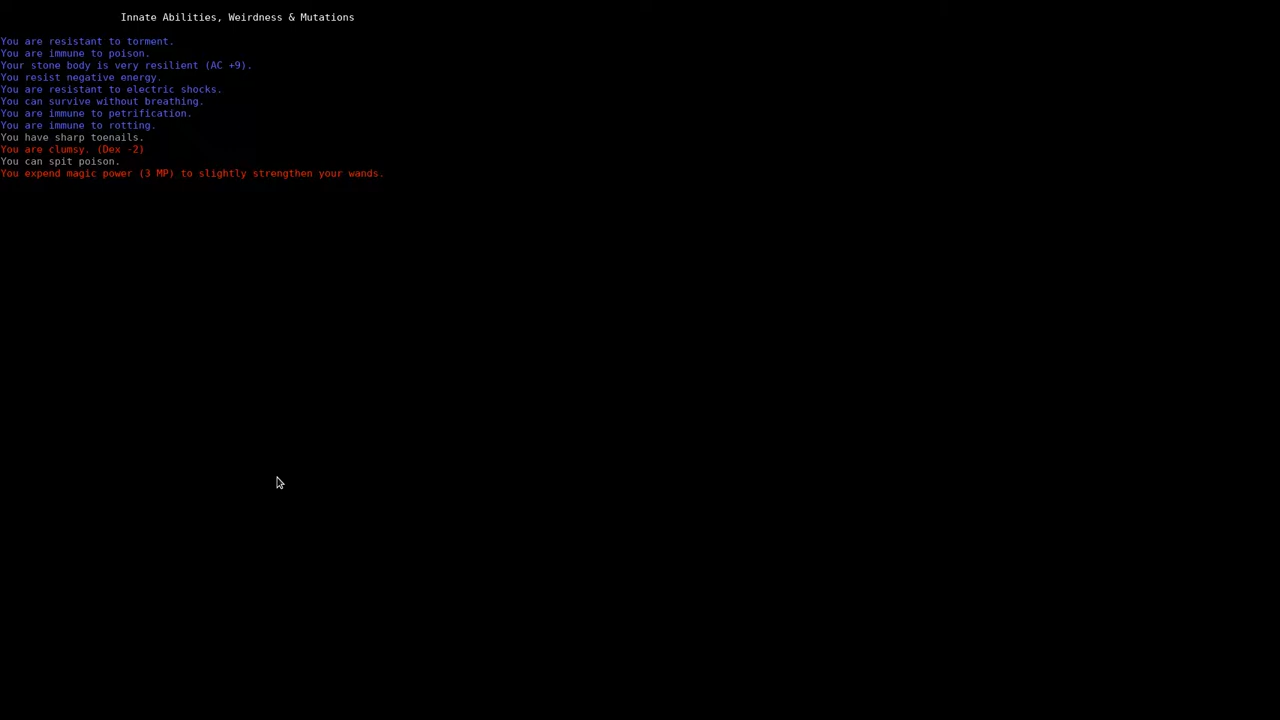 Innate Abilities, Weirdness & Mutations
You are resistant to torment.
You are immune to poison.
Your stone body is very resilient (AC +9).
You resist negative energy.
You are resistant to electric shocks.
You can survive without breathing.
You are immune to petrification.
You are immune to rotting.
You have sharp toenails.
You are clumsy. (Dex -2)
You can spit poison.
You expend magic power (3 MP) to slightly strengthen your wands.